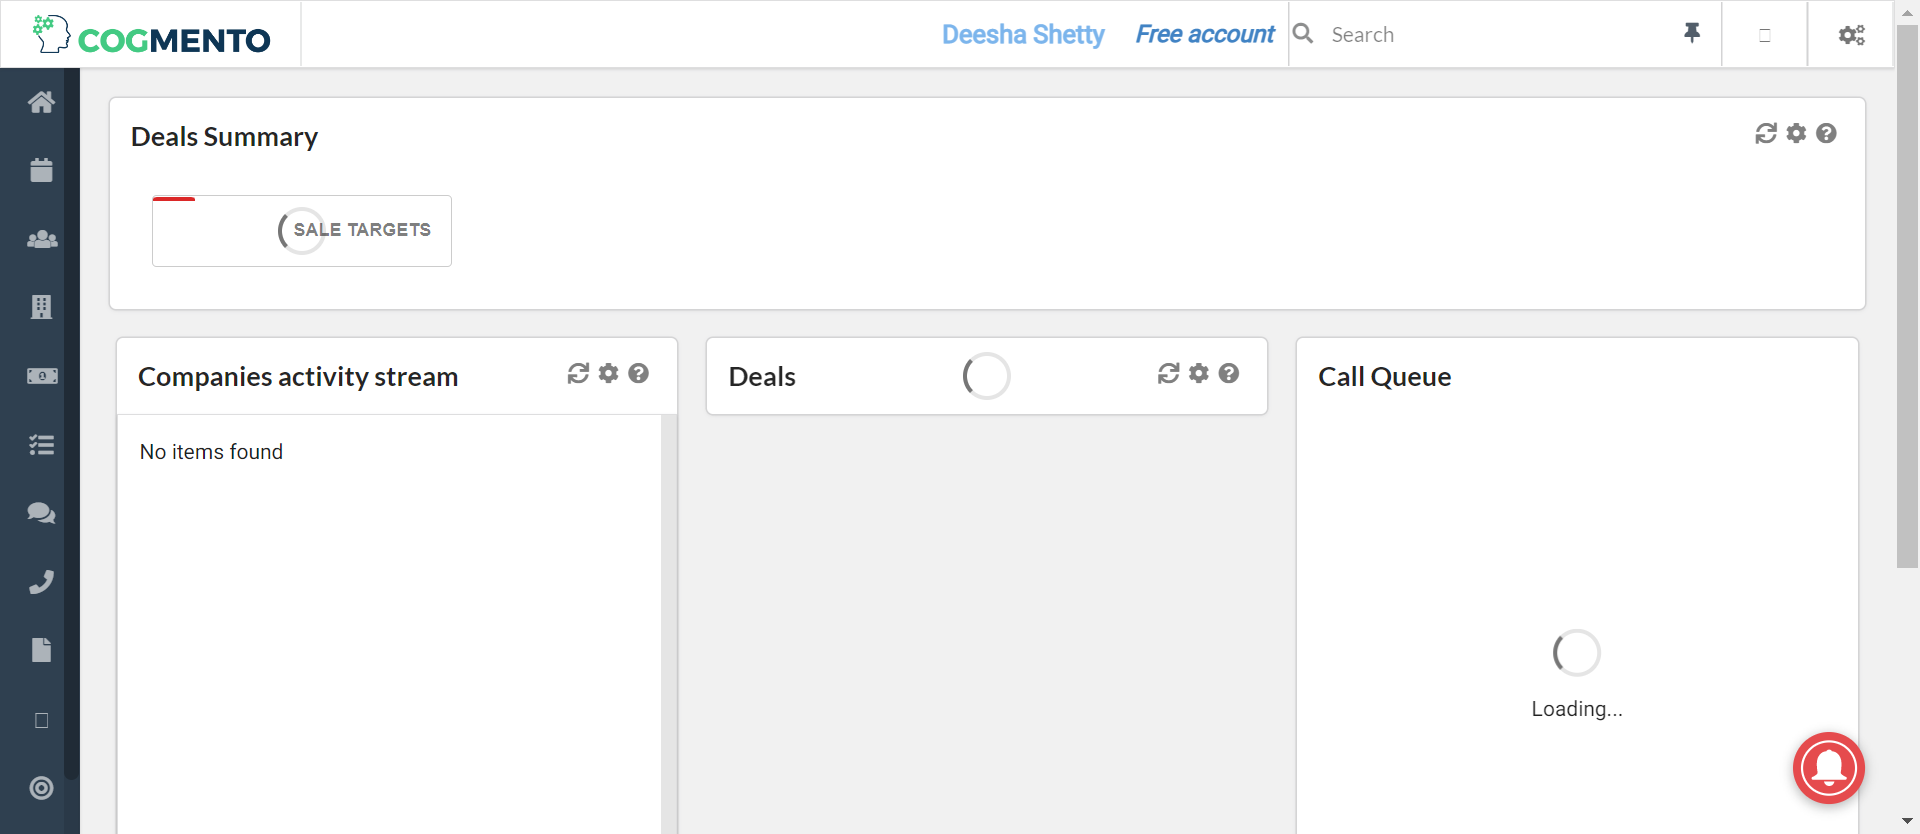 COGMENTO
Deesha Shetty
Free account
Search
Deals Summary
SALE TARGETS
Companies activity stream
No items found
Deals
Call Queue
Loading...